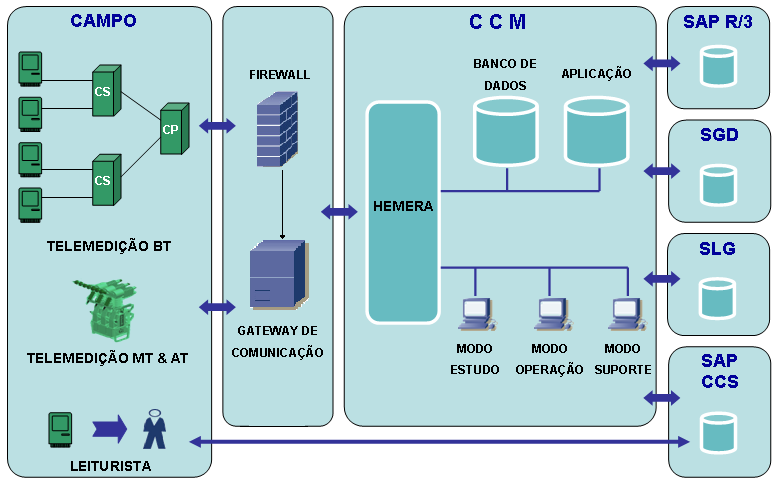 CAMPO
CS
CP
CS
TELEMEDIÇÃO BT
TELEMEDIÇÃO MT & AT
LEITURISTA
FIREWALL
GATEWAY DE
COMUNICAÇÃO
C C M
BANCO DE
DADOS
APLICAÇÃO
HEMERA
MODO
ESTUDO
MODO
OPERAÇÃO
MODO
SUPORTE
SAP R/3
SGD
SLG
SAP
CCS